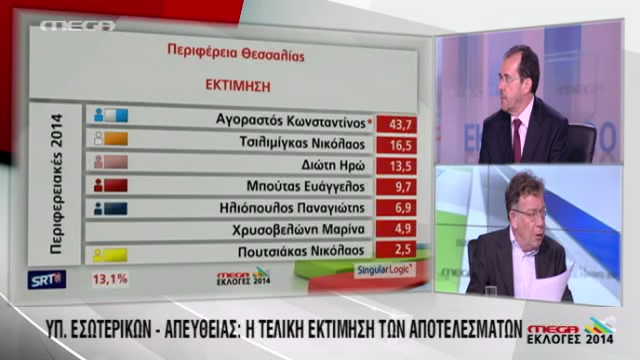 MEGA
Περιφέρεια Θεσσαλίας
ΕΚΤΙΜΗΣΗ
Περιφερειακές 2014
Αγοραστός Κωνσταντίνος* 43,7
Τσιλιμίγκας Νικόλαος 16,5
Διώτη Ηρώ 13,5
Μπούτας Ευάγγελος 9,7
Ηλιόπουλος Παναγιώτης 6,9
Χρυσοβελώνη Μαρίνα 4,9
Πουτσιάκας Νικόλαος 2,5
SRT 13,1% MEGA ΕΚΛΟΓΕΣ 2014 SingularLogic
ΥΠ. ΕΣΩΤΕΡΙΚΩΝ - ΑΠΕΥΘΕΙΑΣ: Η ΤΕΛΙΚΗ ΕΚΤΙΜΗΣΗ ΤΩΝ ΑΠΟΤΕΛΕΣΜΑΤΩΝ
MEGA
ΕΚΛΟΓΕΣ 2014